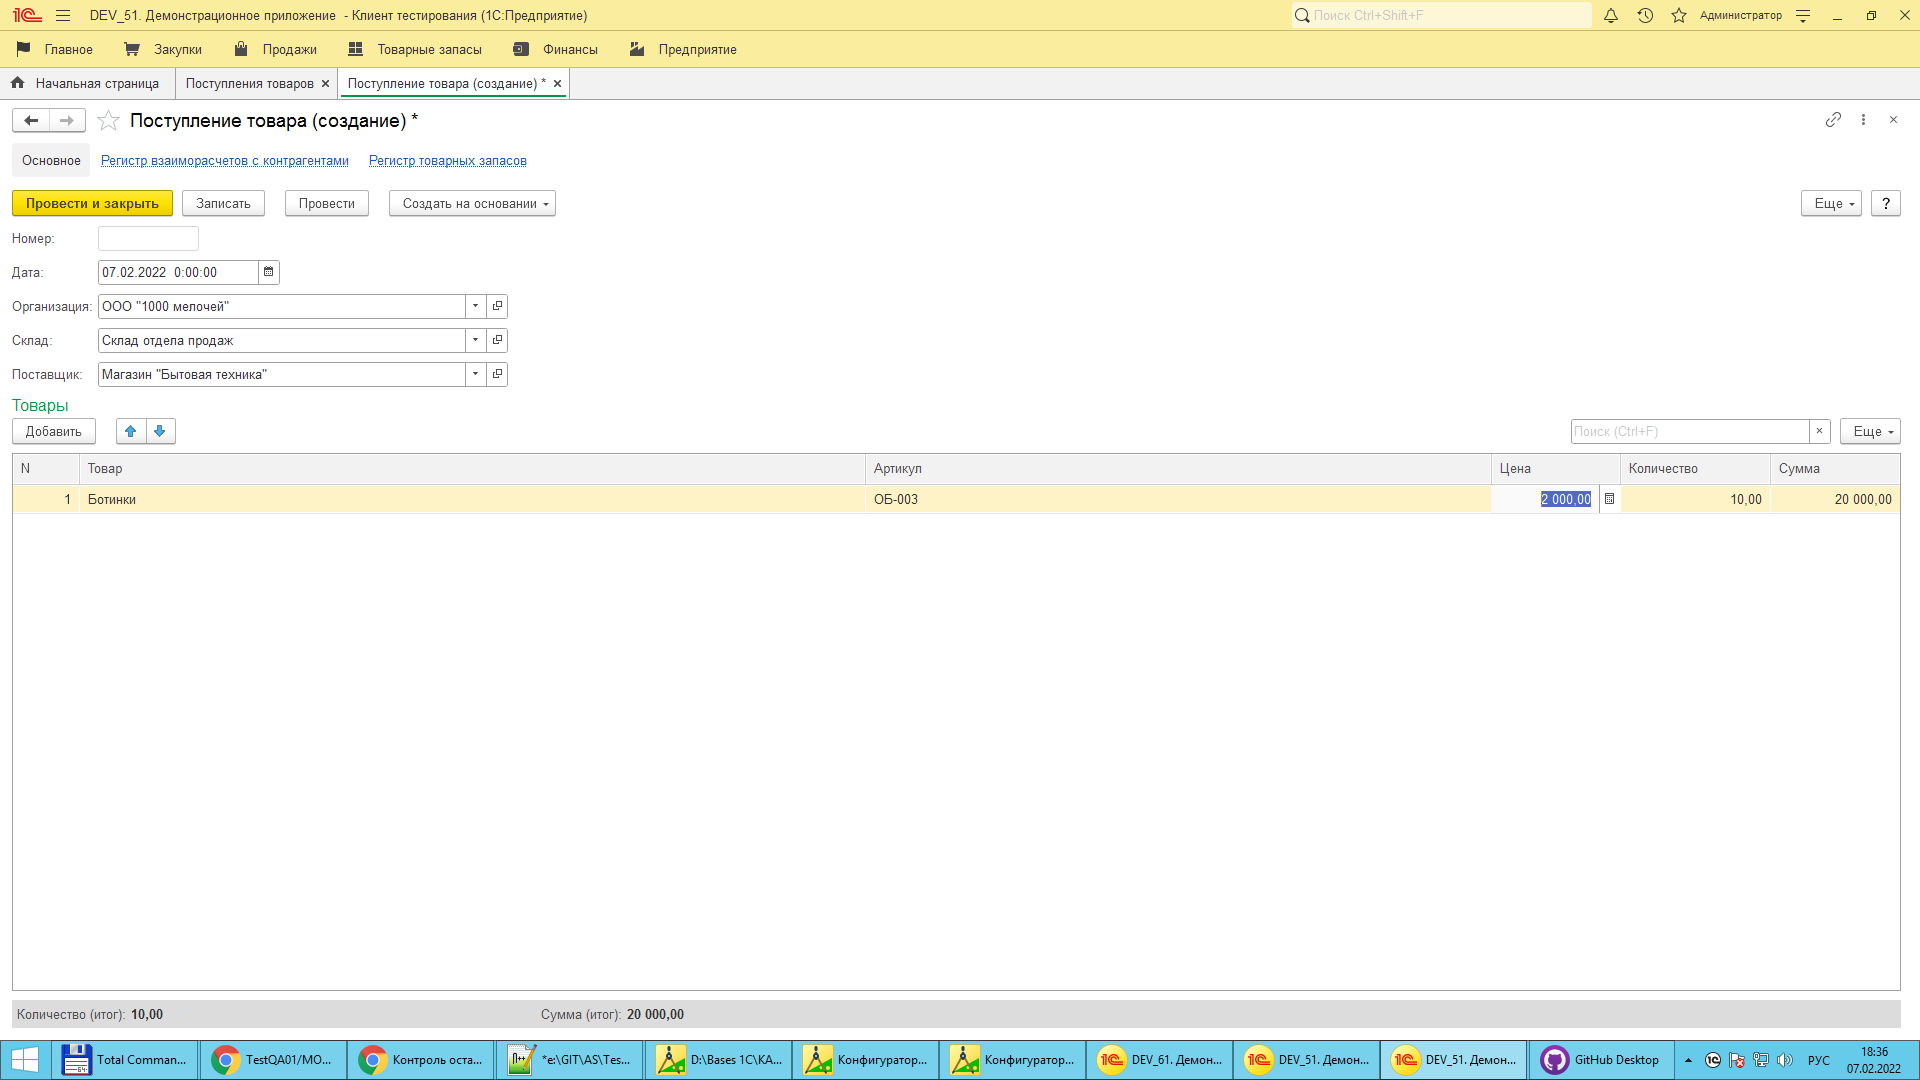 DEV_51. Демонстрационное приложение - Клиент тестирования (1С:Предприятие)
Поиск Ctrl+Shift+F
Администратор
Главное Закупки Продажи Товарные запасы Финансы Предприятие
Начальная страница Поступления товаров Поступление товара (создание) *
Поступление товара (создание) *
Основное Регистр взаиморасчетов с контрагентами Регистр товарных запасов
Провести и закрыть Записать Провести Создать на основании Еще ?
Номер:
Дата: 07.02.2022 0:00:00
Организация: ООО "1000 мелочей"
Склад: Склад отдела продаж
Поставщик: Магазин "Бытовая техника"
Товары
Добавить Поиск (Ctrl+F) × Еще
N Товар Артикул Цена Количество Сумма
1 Ботинки ОБ-003 2 000,00 10,00 20 000,00
Количество (итог): 10,00 Сумма (итог): 20 000,00
Total Comman... TestQA01/MO... Контроль оста... *e:\GIT\AS\Tes... D:\Bases 1C\KA... Конфигуратор... Конфигуратор... DEV_61. Демон... DEV_51. Демон... DEV_51. Демон... GitHub Desktop РУС 18:36
07.02.2022